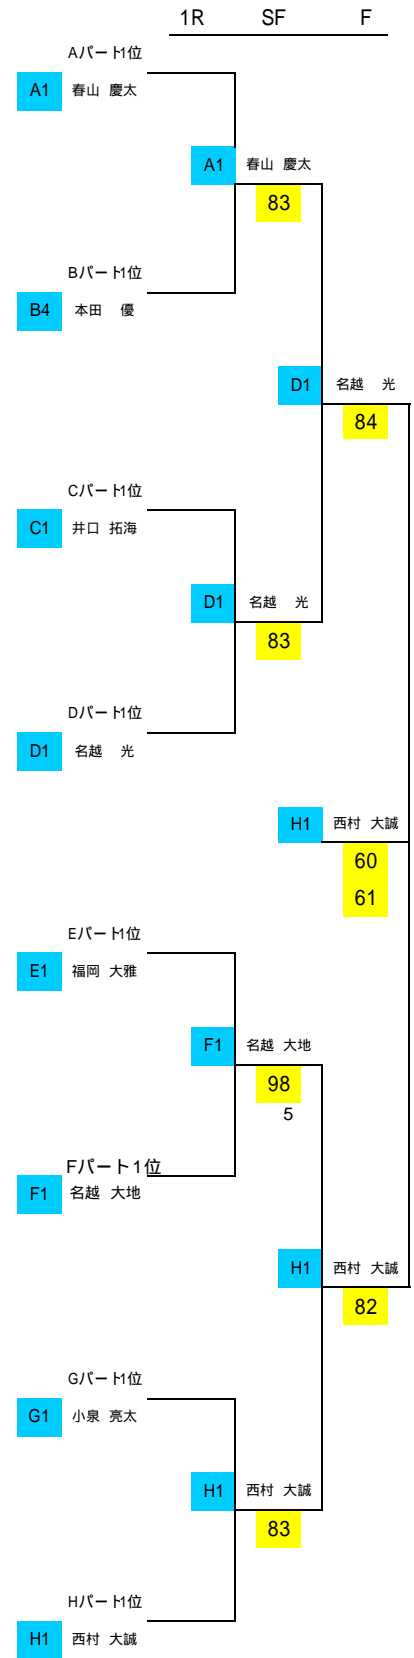 1R SF F
Aパート1位
A1 春山 慶太
A1 春山 慶太
83
Bパート1位
B4 本田 優
D1 名越 光
84
Cパート1位
C1 井口 拓海
D1 名越 光
83
Dパート1位
D1 名越 光
H1 西村 大誠
60
61
Eパート1位
E1 福岡 大雅
F1 名越 大地
98
5
Fパート1位
F1 名越 大地
H1 西村 大誠
82
Gパート1位
G1 小泉 亮太
H1 西村 大誠
83
Hパート1位
H1 西村 大誠